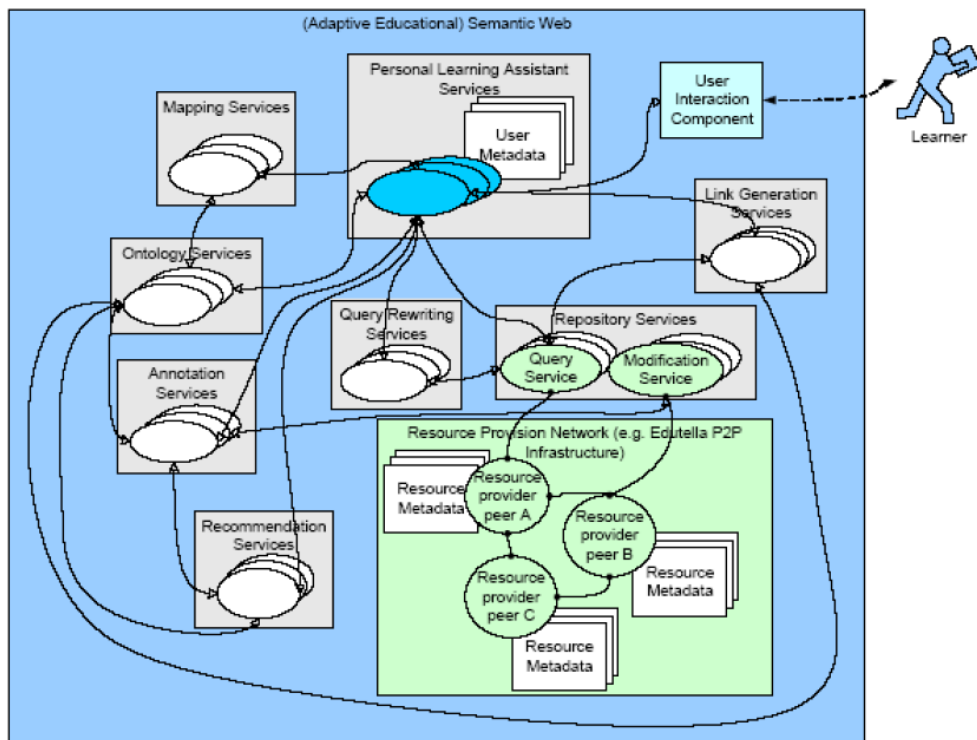 (Adaptive Educational) Semantic Web
Personal Learning Assistant
Services
User
Metadata
User
Interaction
Component
Learner
Mapping Services
Link Generation
Services
Ontology Services
Query Rewriting
Services
Repository Services
Query
Service
Modification
Service
Annotation
Services
Resource Provision Network (e.g. Edutella P2P
Infrastructure)
Resource
Metadata
Resource
provider
peer A
Resource
provider
peer B
Resource
Metadata
Recommendation
Services
Resource
provider
peer C
Resource
Metadata